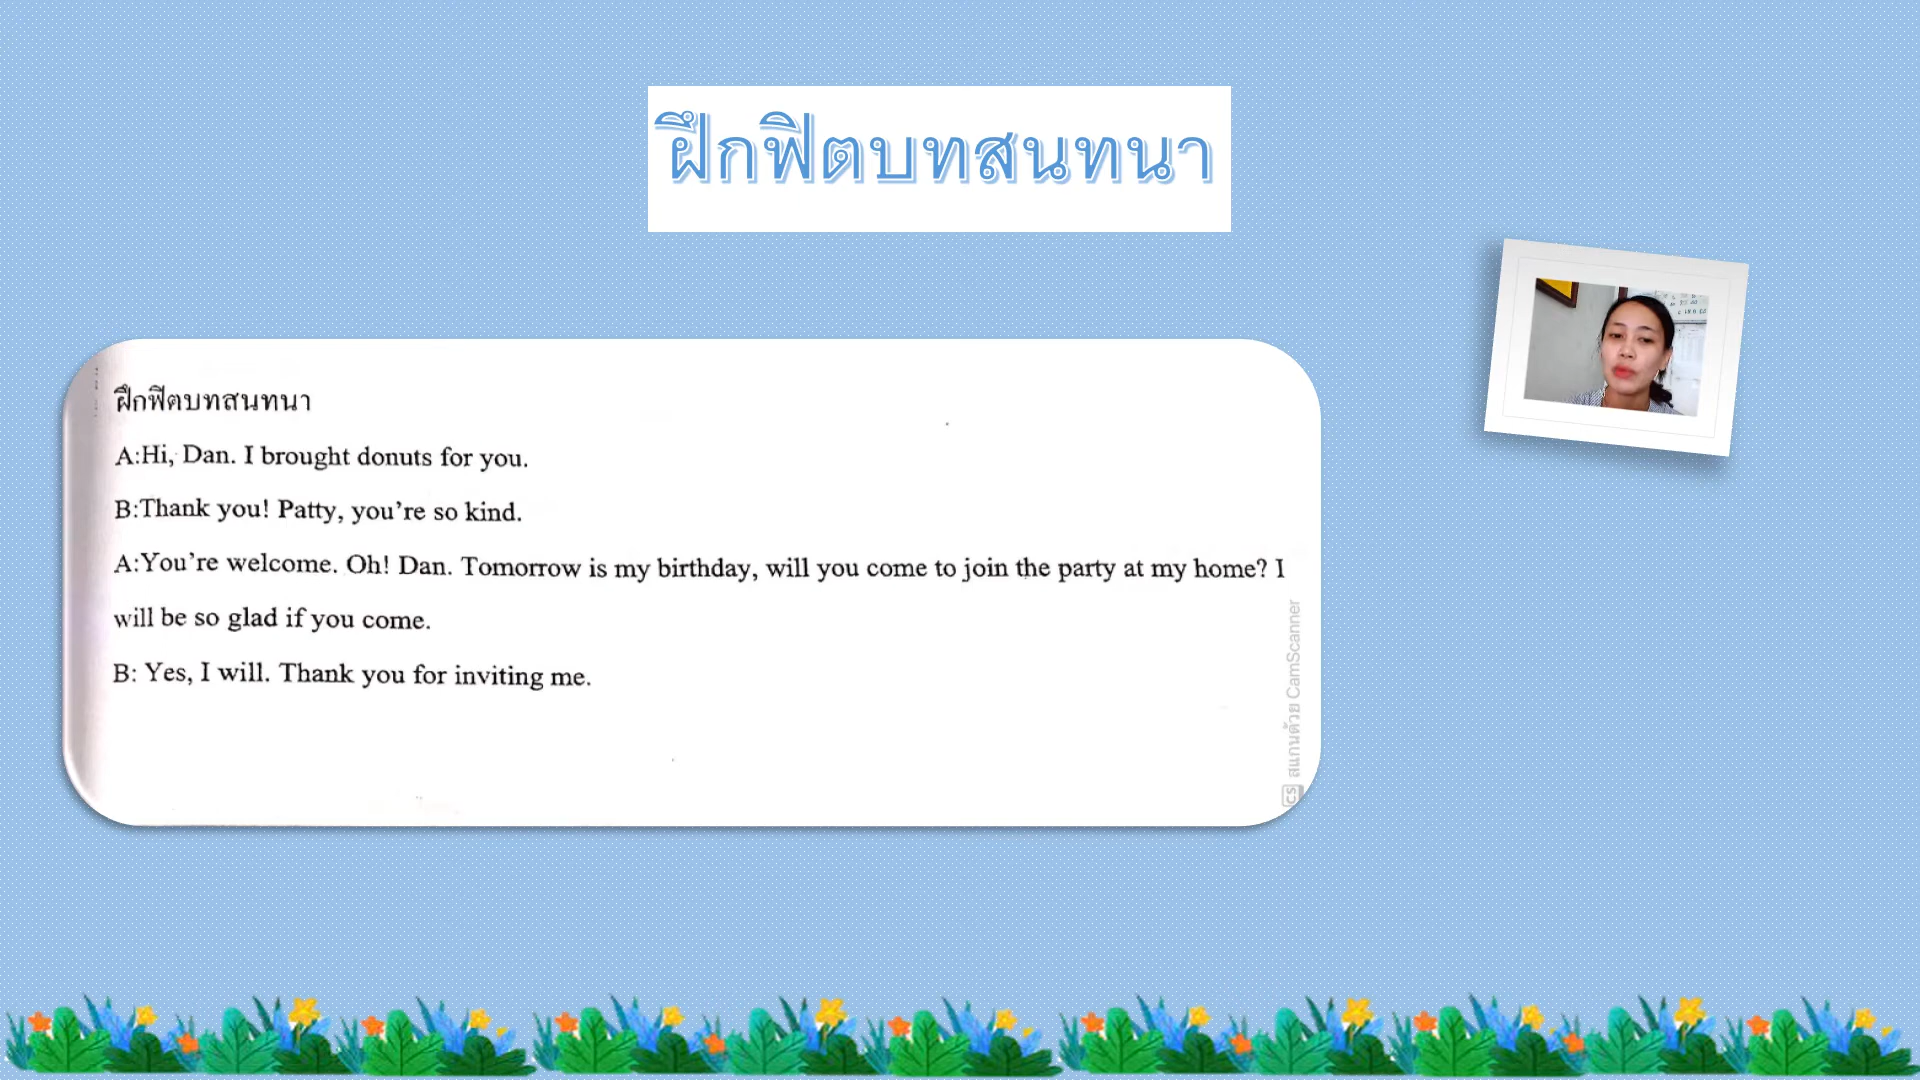 ฝึกฟิตบทสนทนา
ฝึกฟิตบทสนทนา
A:Hi, Dan. I brought donuts for you.
B:Thank you! Patty, you’re so kind.
A:You’re welcome. Oh! Dan. Tomorrow is my birthday, will you come to join the party at my home? I
will be so glad if you come.
B: Yes, I will. Thank you for inviting me.
CS สแกนด้วย CamScanner